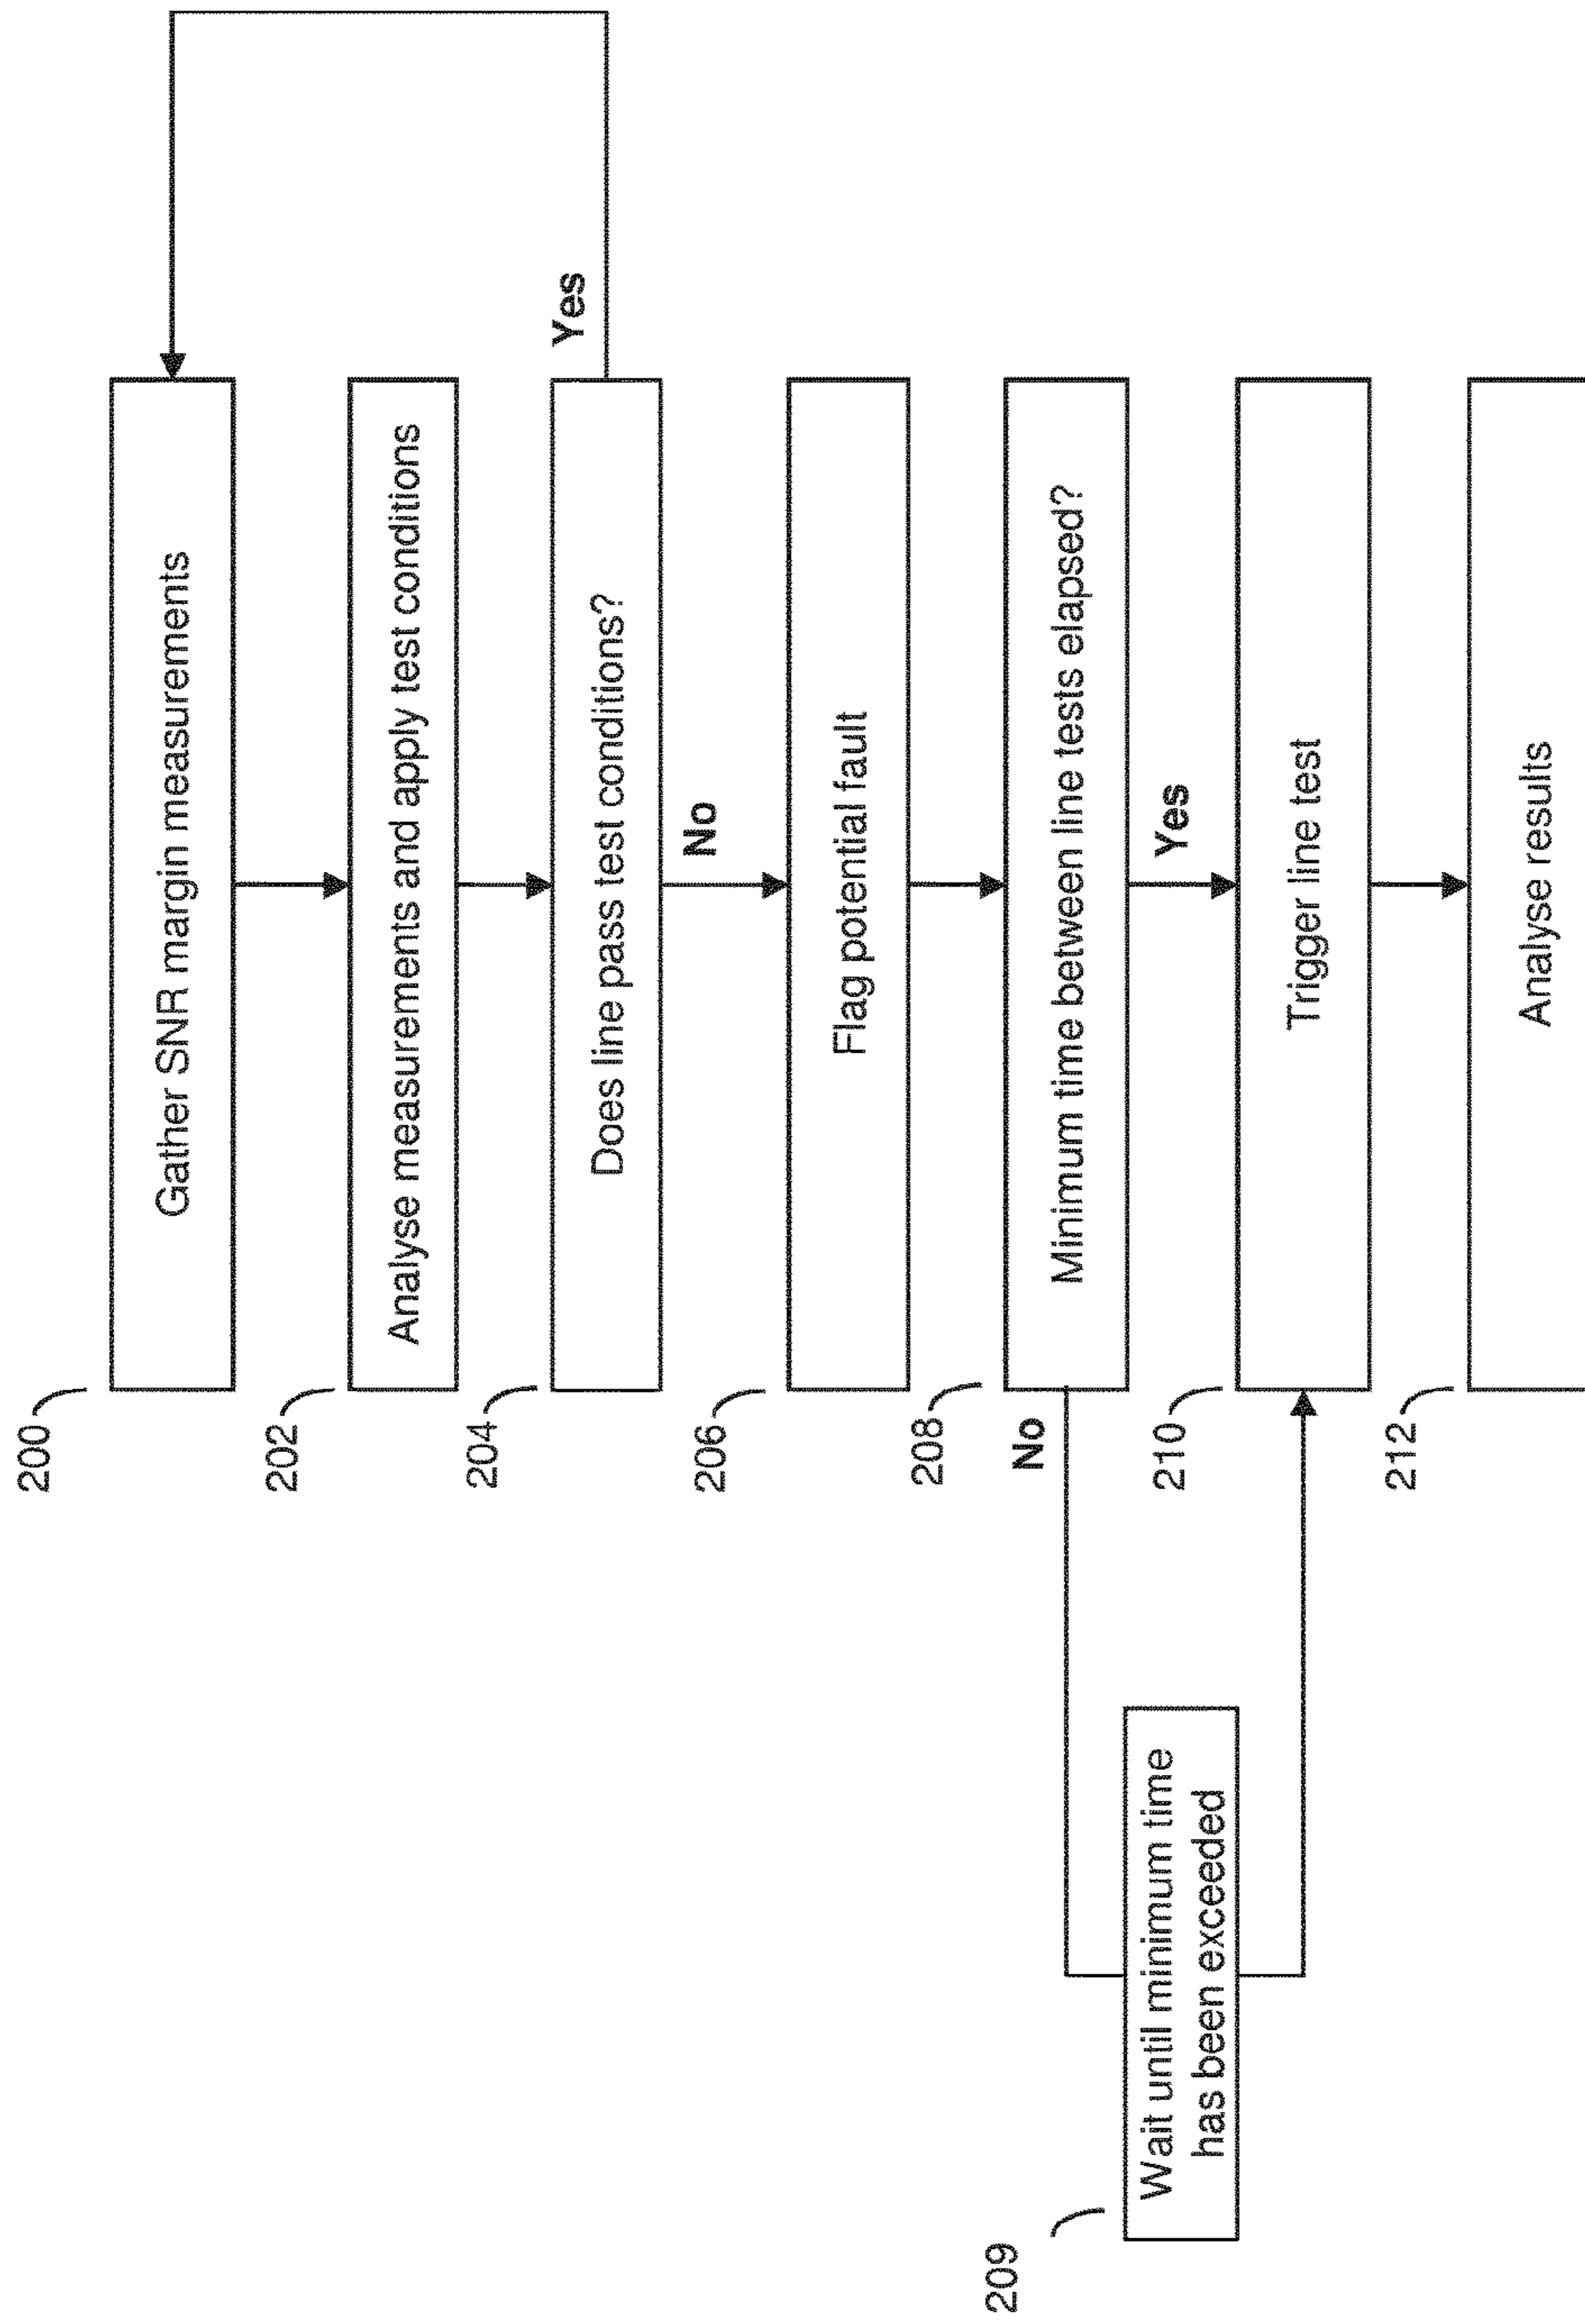 200
Gather SNR margin measurements
202
Analyse measurements and apply test conditions
204
Does line pass test conditions?
Yes
No
206
Flag potential fault
208
Minimum time between line tests elapsed?
No
Yes
209
Wait until minimum time
has been exceeded
210
Trigger line test
212
Analyse results